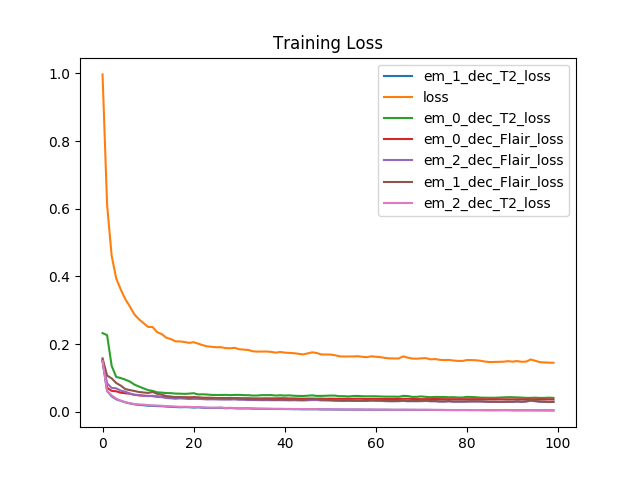 Training Loss
1.0
0.8
0.6
0.4
0.2
0.0
0
20
40
60
80
100
em_1_dec_T2_loss
loss
em_0_dec_T2_loss
em_0_dec_Flair_loss
em_2_dec_Flair_loss
em_1_dec_Flair_loss
em_2_dec_T2_loss